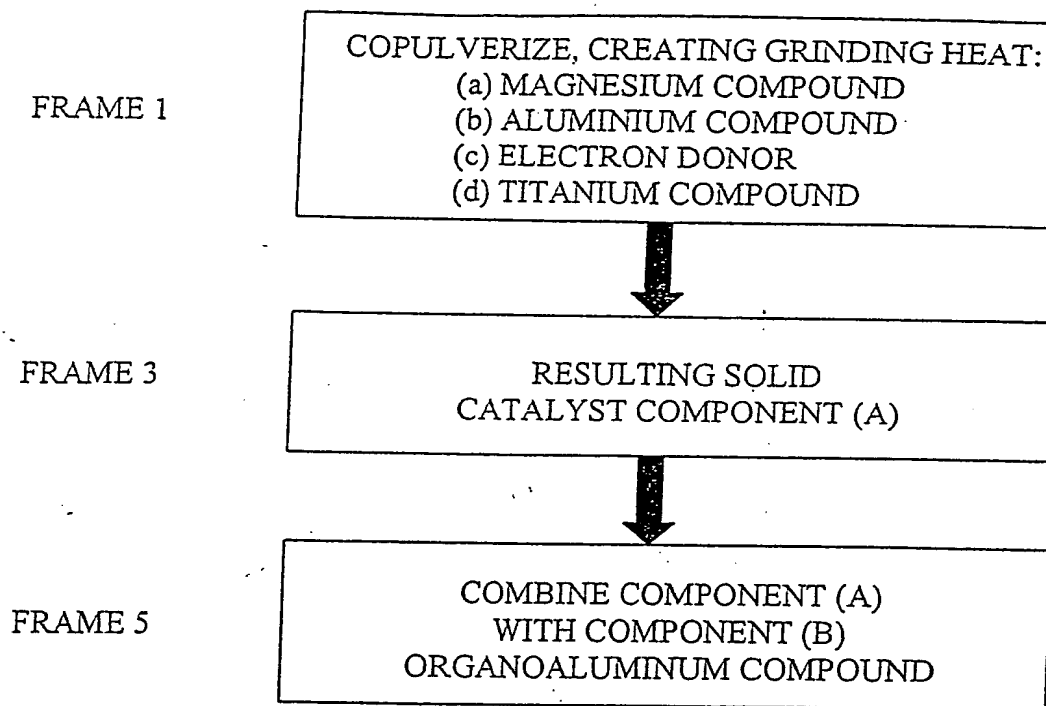 FRAME 1
COPULVERIZE, CREATING GRINDING HEAT:
(a) MAGNESIUM COMPOUND
(b) ALUMINIUM COMPOUND
(c) ELECTRON DONOR
(d) TITANIUM COMPOUND
FRAME 3
RESULTING SOLID
CATALYST COMPONENT (A)
FRAME 5
COMBINE COMPONENT (A)
WITH COMPONENT (B)
ORGANOALUMINUM COMPOUND